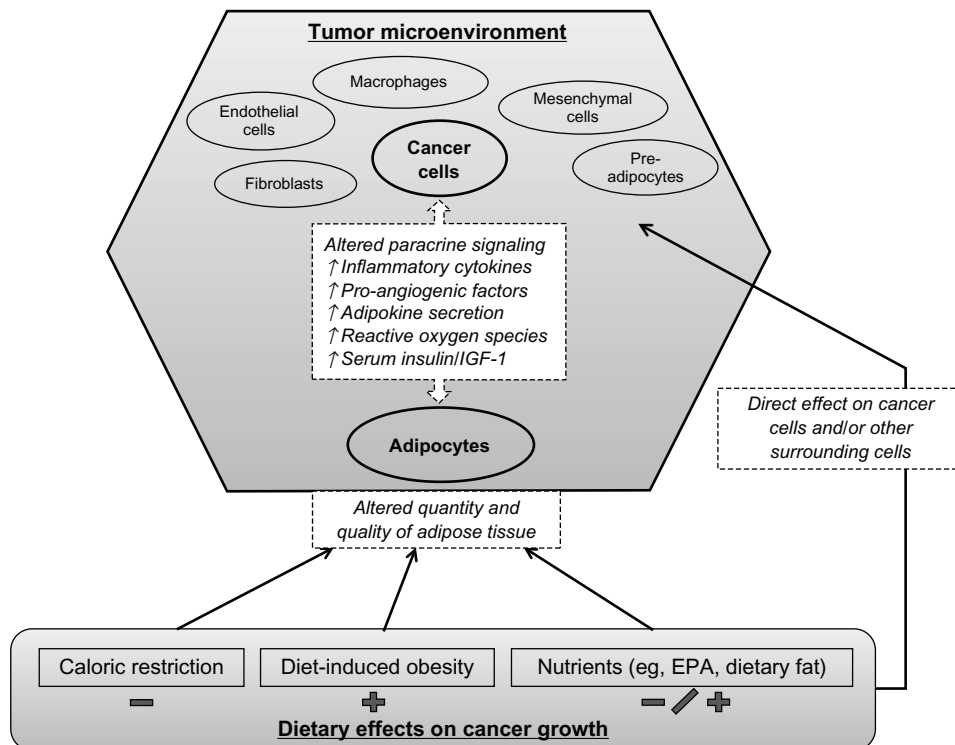 Tumor microenvironment
Macrophages
Endothelial
cells
Mesenchymal
cells
Cancer
cells
Fibroblasts
Pre-
adipocytes
Altered paracrine signaling
↑Inflammatory cytokines
↑Pro-angiogenic factors
↑Adipokine secretion
↑Reactive oxygen species
↑Serum insulin/IGF-1
Adipocytes
Direct effect on cancer
cells and/or other
surrounding cells
Altered quantity and
quality of adipose tissue
Caloric restriction
Diet-induced obesity
Nutrients (eg, EPA, dietary fat)
− + − / +
Dietary effects on cancer growth